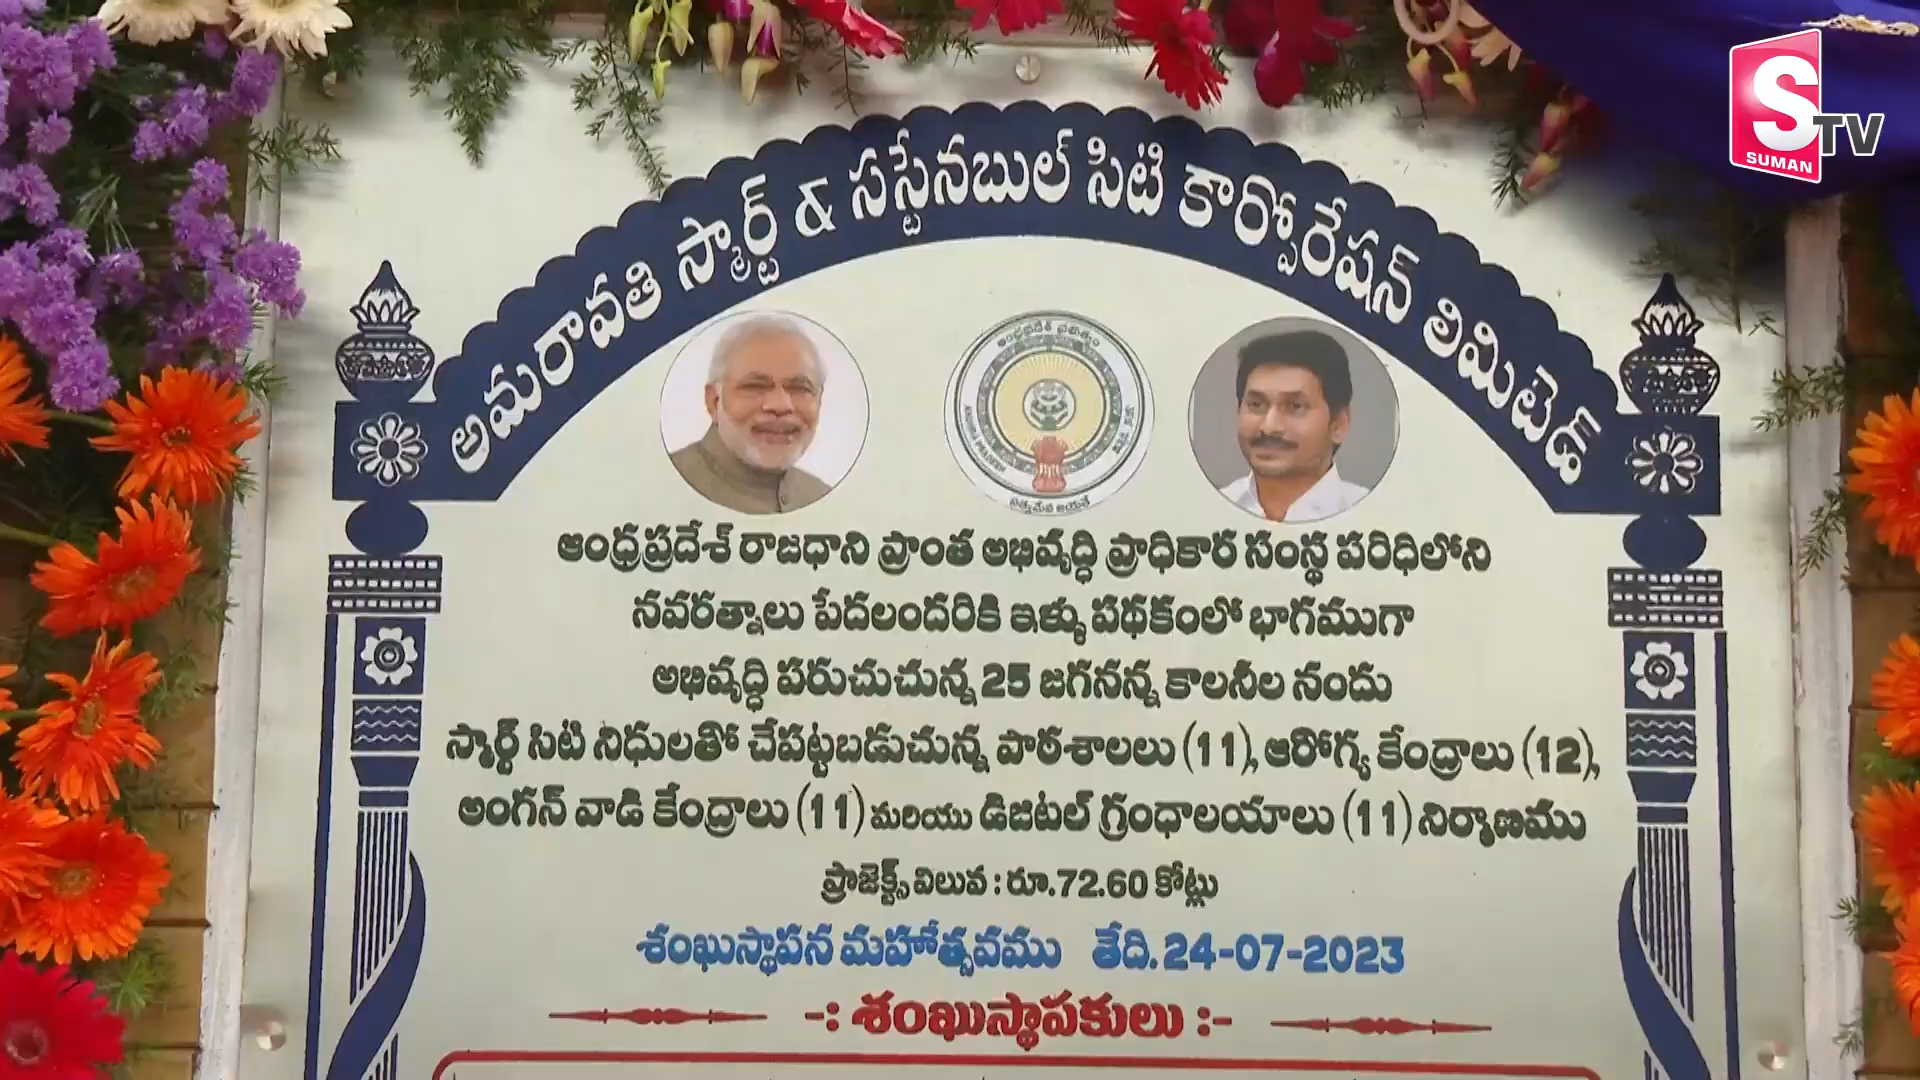 S
SUMAN TV
అమరావతి స్మార్ట్ & సస్టేనబుల్ సిటి కార్పోరేషన్ లిమిటెడ్
ఆంధ్రప్రదేశ్ రాజధాని ప్రాంత అభివృద్ధి ప్రాధికార సంస్థ పరిధిలోని
నవరత్నాలు పేదలందరికి ఇళ్ళు పథకంలో భాగముగా
అభివృద్ధి పరుచుచున్న 25 జగనన్న కాలనీల నందు
స్మార్ట్ సిటి నిధులతో చేపట్టబడుచున్న పాఠశాలలు (11), ఆరోగ్య కేంద్రాలు (12),
అంగన్ వాడి కేంద్రాలు (11) మరియు డిజిటల్ గ్రంధాలయాలు (11) నిర్మాణము
ప్రాజెక్ట్స్ విలువ : రూ.72.60 కోట్లు
శంఖుస్థాపన మహోత్సవము తేది. 24-07-2023
-: శంఖుస్థాపకులు :-